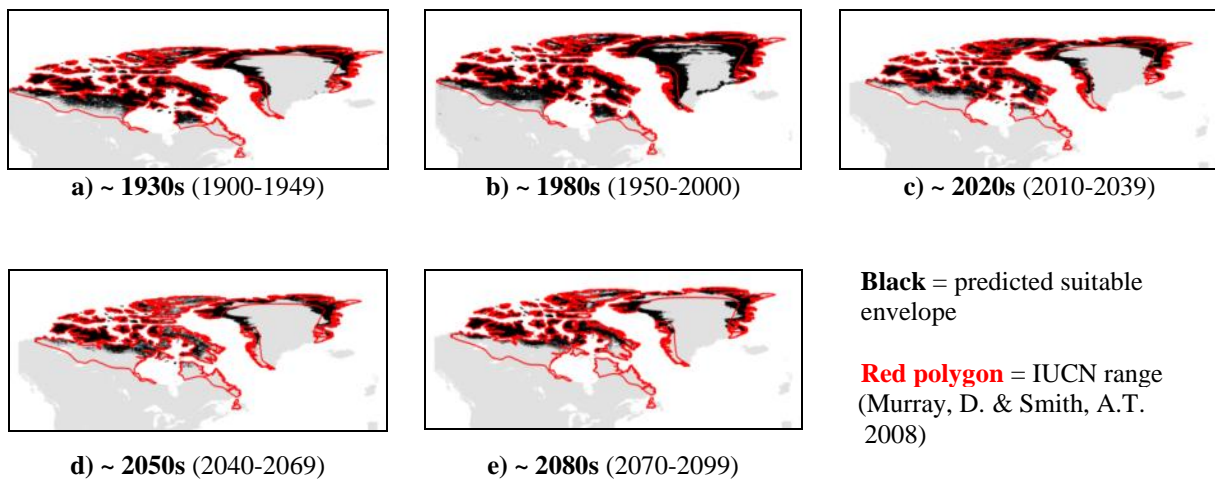 a) ~ 1930s (1900-1949)
b) ~ 1980s (1950-2000)
c) ~ 2020s (2010-2039)
d) ~ 2050s (2040-2069)
e) ~ 2080s (2070-2099)
Black = predicted suitable
envelope
Red polygon = IUCN range
(Murray, D. & Smith, A.T.
2008)